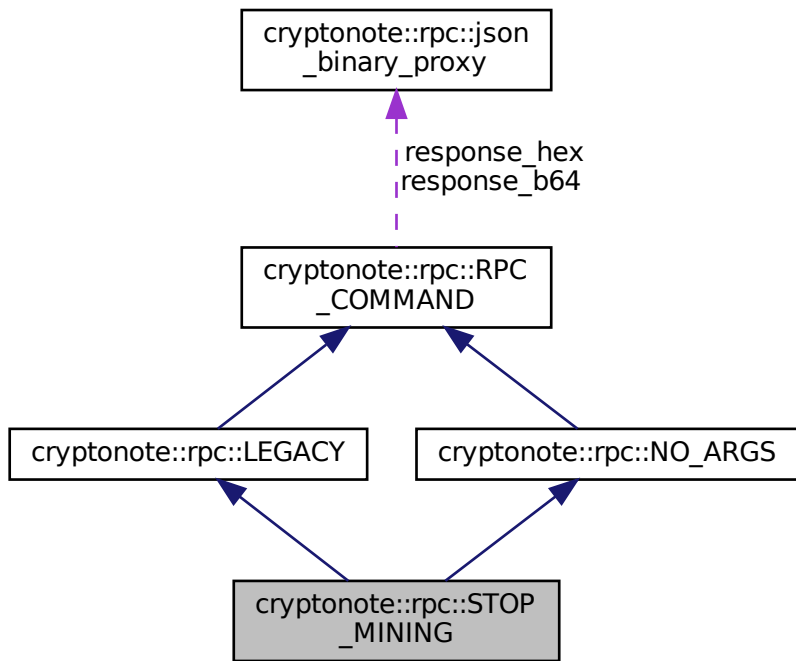 cryptonote::rpc::json
_binary_proxy
response_hex
response_b64
cryptonote::rpc::RPC
_COMMAND
cryptonote::rpc::LEGACY
cryptonote::rpc::NO_ARGS
cryptonote::rpc::STOP
_MINING